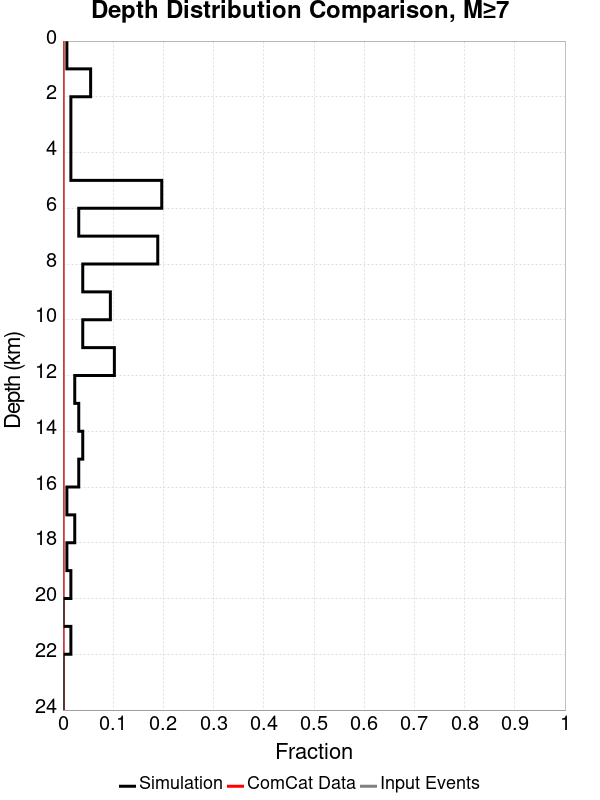 Depth Distribution Comparison, M≥7
0
2
4
6
8
10
12
14
16
18
20
22
24
Depth (km)
0 0.1 0.2 0.3 0.4 0.5 0.6 0.7 0.8 0.9 1
Fraction
Simulation ComCat Data Input Events